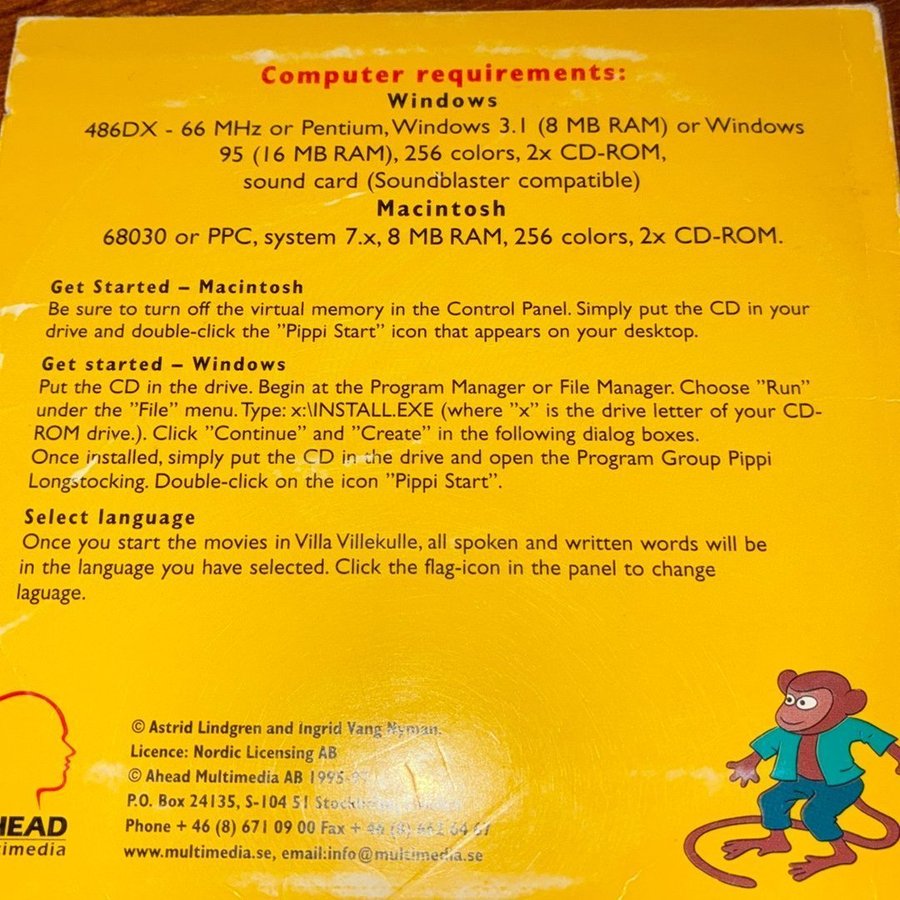 Computer requirements:
Windows
486DX - 66 MHz or Pentium, Windows 3.1 (8 MB RAM) or Windows
95 (16 MB RAM), 256 colors, 2x CD-ROM,
sound card (Soundblaster compatible)
Macintosh
68030 or PPC, system 7.x, 8 MB RAM, 256 colors, 2x CD-ROM.
Get Started – Macintosh
Be sure to turn off the virtual memory in the Control Panel. Simply put the CD in your
drive and double-click the ”Pippi Start” icon that appears on your desktop.
Get started – Windows
Put the CD in the drive. Begin at the Program Manager or File Manager. Choose ”Run”
under the ”File” menu. Type: x:\INSTALL.EXE (where ”x” is the drive letter of your CD-
ROM drive.). Click ”Continue” and ”Create” in the following dialog boxes.
Once installed, simply put the CD in the drive and open the Program Group Pippi
Longstocking. Double-click on the icon ”Pippi Start”.
Select language
Once you start the movies in Villa Villekulle, all spoken and written words will be
in the language you have selected. Click the flag-icon in the panel to change
laguage.
© Astrid Lindgren and Ingrid Vang Nyman.
Licence: Nordic Licensing AB
© Ahead Multimedia AB 1995-97
P.O. Box 24135, S-104 51 Stockholm,
Phone + 46 (8) 671 09 00 Fax + 46 (8) 662 64 67
www.multimedia.se, email:info@multimedia.se
HEAD
imedia